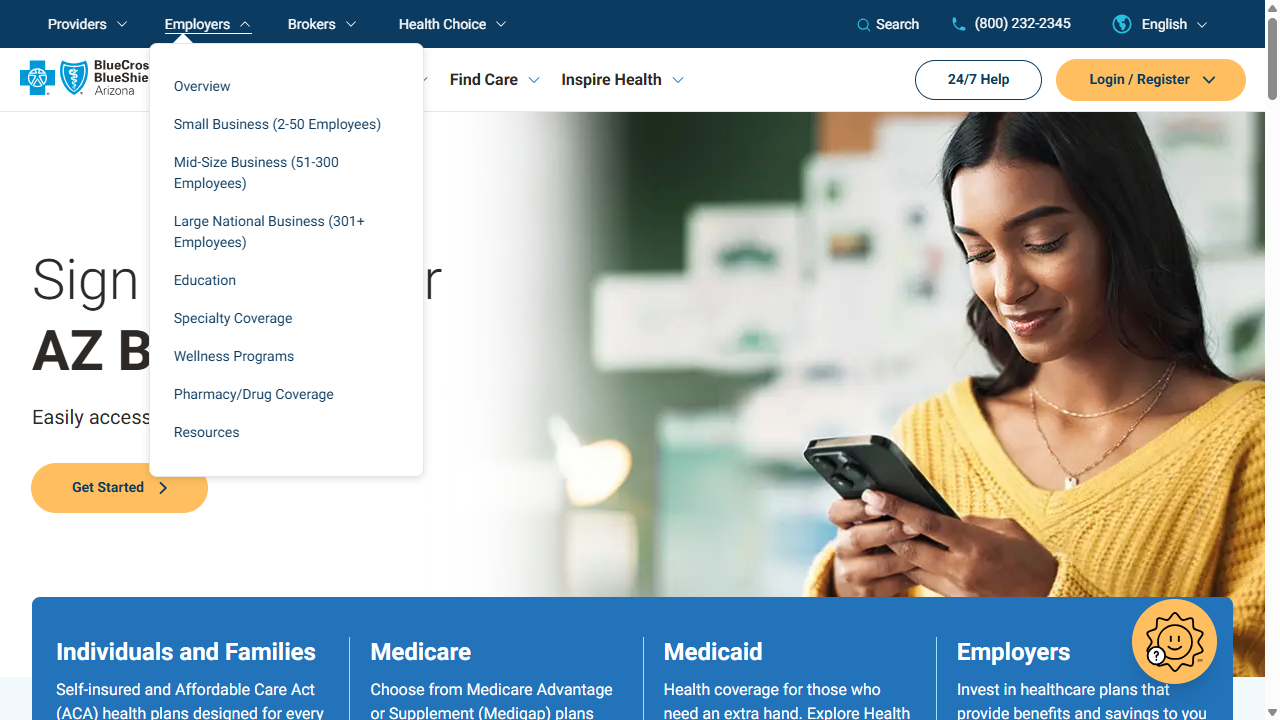 Providers
Employers
Brokers
Health Choice
Search
(800) 232-2345
English
BlueCros
BlueShie
Arizona
Find Care
Inspire Health
24/7 Help
Login / Register
Overview
Small Business (2-50 Employees)
Mid-Size Business (51-300
Employees)
Large National Business (301+
Employees)
Education
Specialty Coverage
Wellness Programs
Pharmacy/Drug Coverage
Resources
Sign
r
AZ B
Easily access
Get Started
Individuals and Families
Self-insured and Affordable Care Act
(ACA) health plans designed for every
Medicare
Choose from Medicare Advantage
or Supplement (Medigap) plans
Medicaid
Health coverage for those who
need an extra hand. Explore Health
Employers
Invest in healthcare plans that
provide benefits and savings to you
?